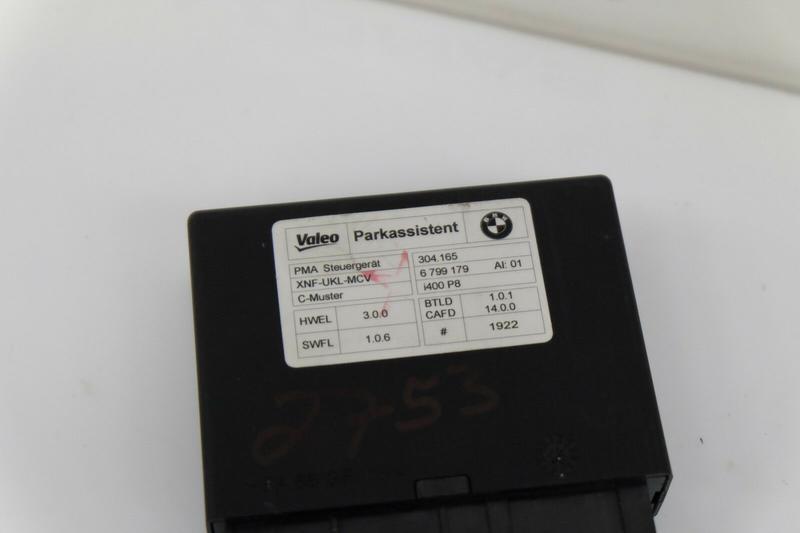 Valeo Parkassistent BMW
PMA Steuergerät
XNF-UKL-MCV
C-Muster
304.165
6 799 179 AI: 01
i400 P8
HWEL 3.0.0
SWFL 1.0.6
BTLD 1.0.1
CAFD 14.0.0
# 1922
2753